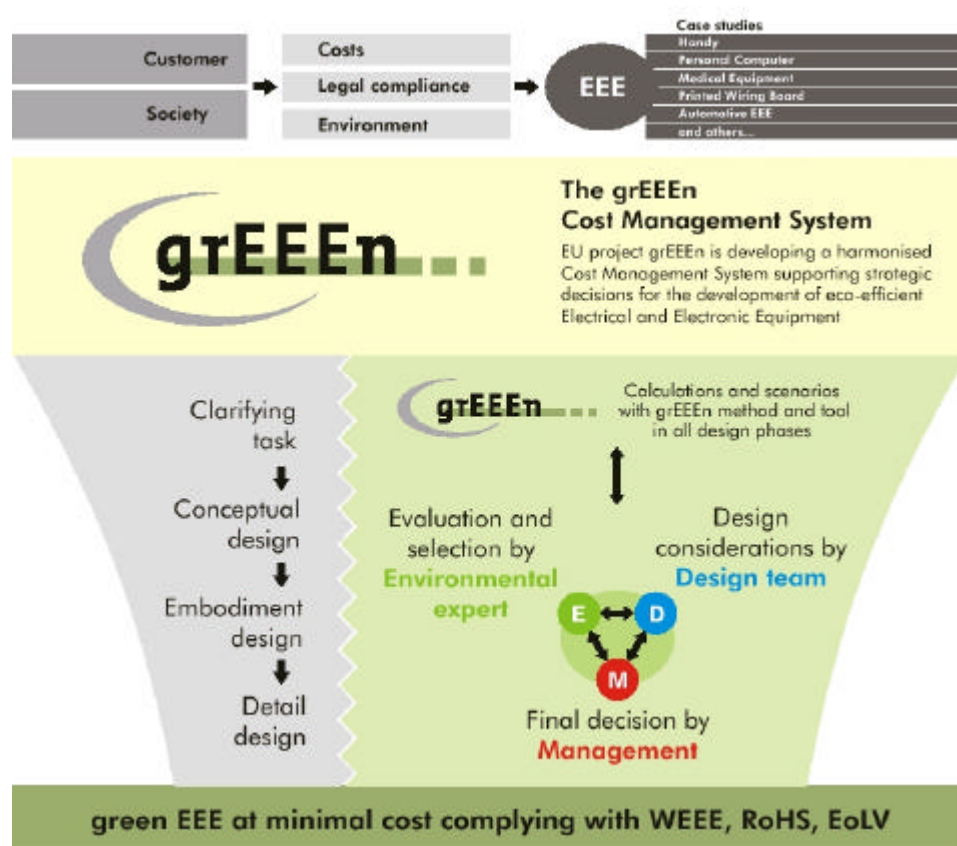 Customer
Society
Costs
Legal compliance
Environment
EEE
Case studies
Handy
Personal Computer
Medical Equipment
Printed Wiring Board
Automotive EEE
and others...
grEEEn
The grEEEn
Cost Management System
EU project grEEEn is developing a harmonised
Cost Management System supporting strategic
decisions for the development of eco-efficient
Electrical and Electronic Equipment
Clarifying
task
Conceptual
design
Embodiment
design
Detail
design
grEEEn
Calculations and scenarios
with grEEEn method and tool
in all design phases
Evaluation and
selection by
Environmental
expert
Design
considerations by
Design team
E
D
M
Final decision by
Management
green EEE at minimal cost complying with WEEE, RoHS, EoLV